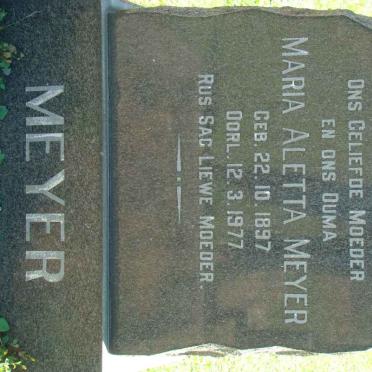 ONS GELIEFDE MOEDER
EN ONS OUMA
MARIA ALETTA MEYER
GEB. 22. 10. 1897
OORL. 12. 3. 1977.
RUS SAG LIEWE MOEDER.
MEYER